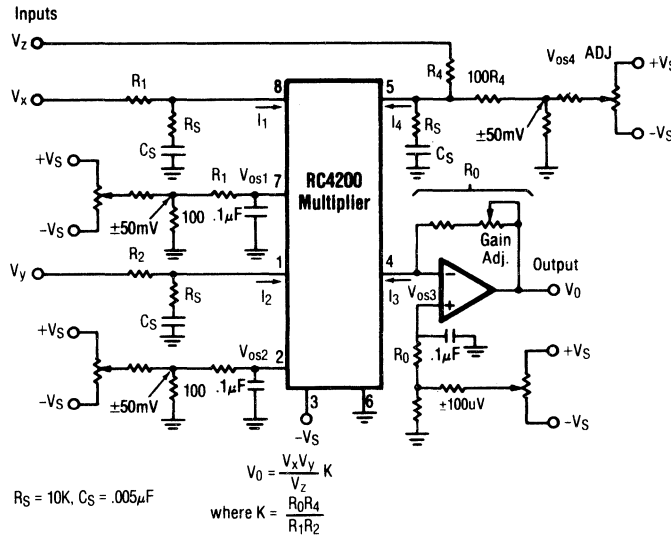 Inputs
Vz
Vx
R1
8
I1
RS
CS
+VS
-VS
±50mV
R1
Vos1
7
100
.1µF
Vy
R2
1
I2
RS
CS
+VS
-VS
±50mV
Vos2
2
100
.1µF
RC4200
Multiplier
3
-VS
6
5
I4
R4
100R4
Vos4 ADJ
+VS
-VS
±50mV
RS
CS
R0
Gain
Adj.
4
I3
Vos3
−
+
Output
V0
R0
.1µF
±100uV
+VS
-VS
RS = 10K, CS = .005µF
V0 = VxVy / Vz K
where K = R0R4 / R1R2